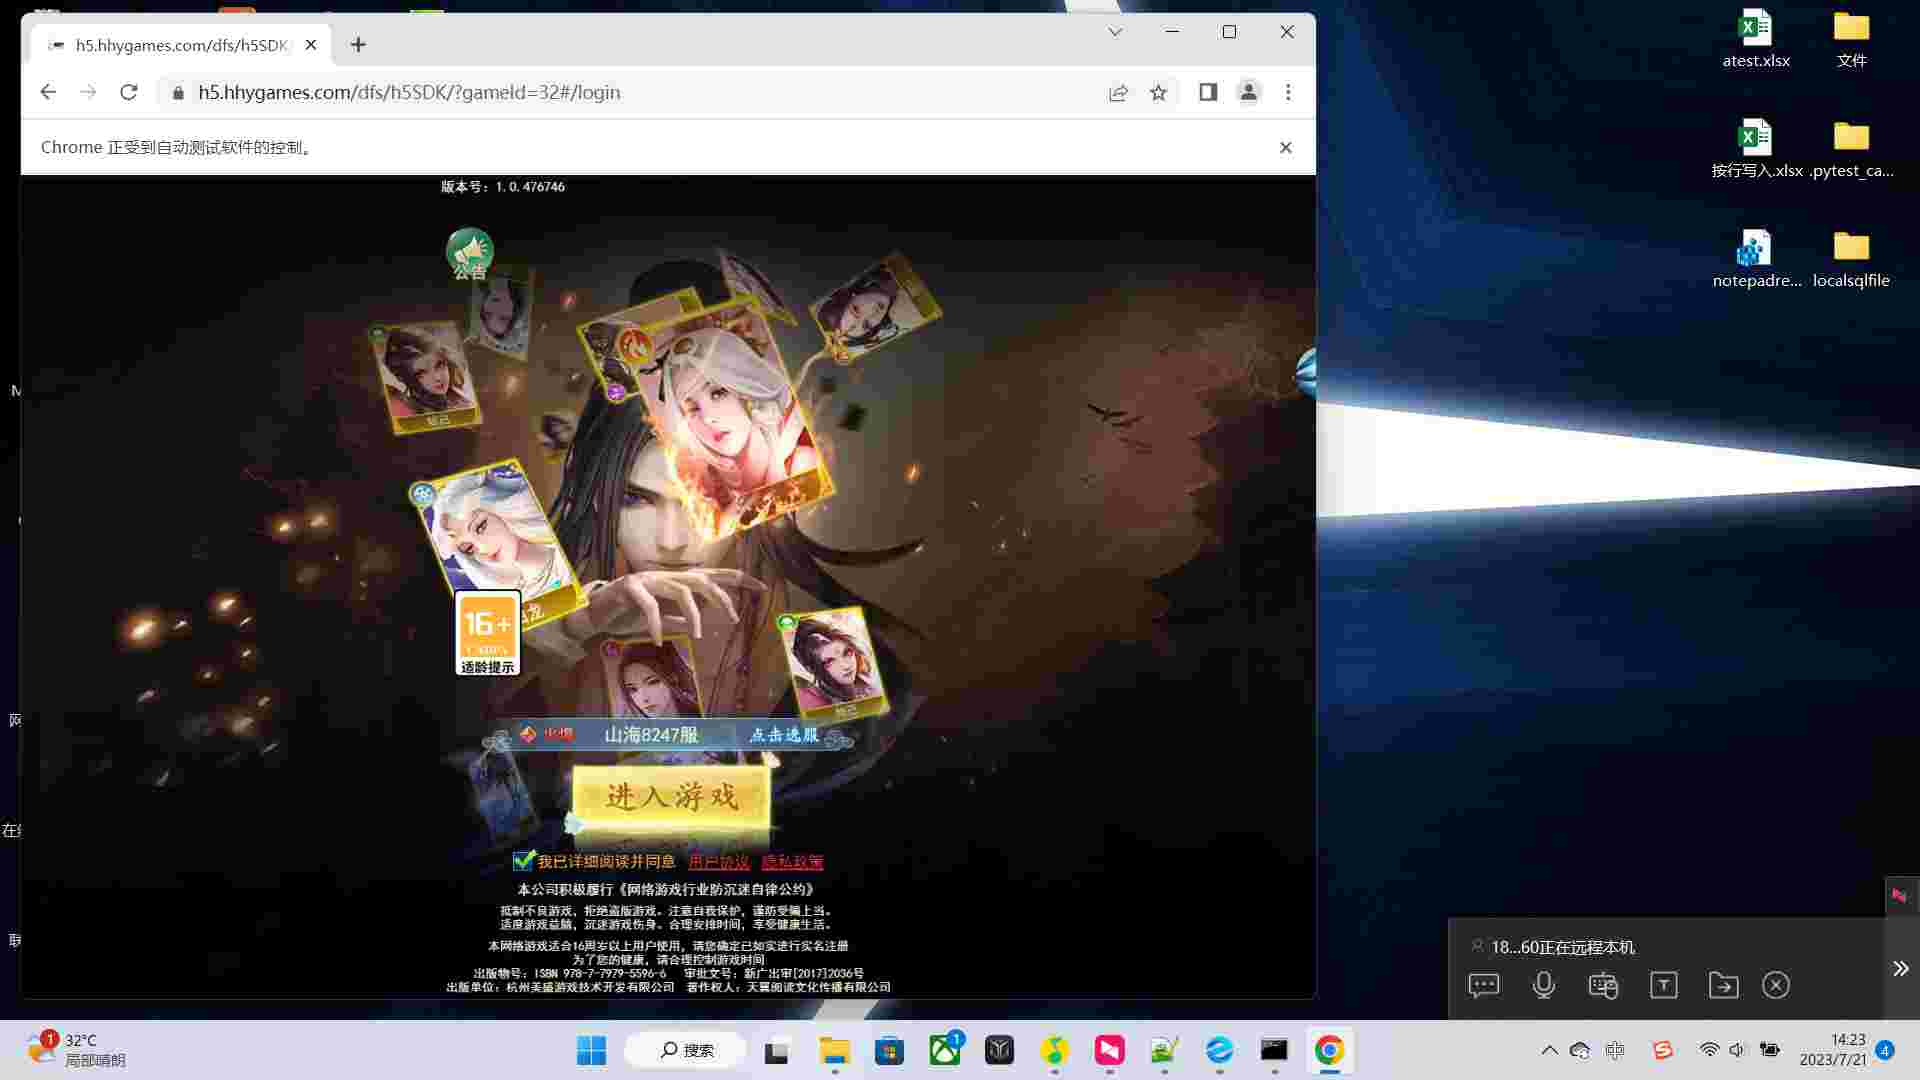 h5.hhygames.com/dfs/h5SDK
h5.hhygames.com/dfs/h5SDK/?gameId=32#/login
Chrome 正受到自动测试软件的控制。
版本号：1.0.476746
公告
16+
适龄提示
火爆 山海8247服 点击选服
进入游戏
我已详细阅读并同意 用户协议 隐私政策
本公司积极履行《网络游戏行业防沉迷自律公约》
抵制不良游戏，拒绝盗版游戏。注意自我保护，谨防受骗上当。
适度游戏益脑，沉迷游戏伤身。合理安排时间，享受健康生活。
本网络游戏适合16周岁以上用户使用，请您确定已如实进行实名注册
为了您的健康，请合理控制游戏时间
出版物号：ISBN 978-7-7979-5596-6 审批文号：新广出审[2017]2036号
出版单位：杭州美盛游戏技术开发有限公司 著作权人：天翼阅读文化传播有限公司
atest.xlsx
文件
按行写入.xlsx
.pytest_ca...
notepadre...
localsqlfile
18...60正在远程本机
1
32°C
局部晴朗
搜索
1
中
14:23
2023/7/21
4